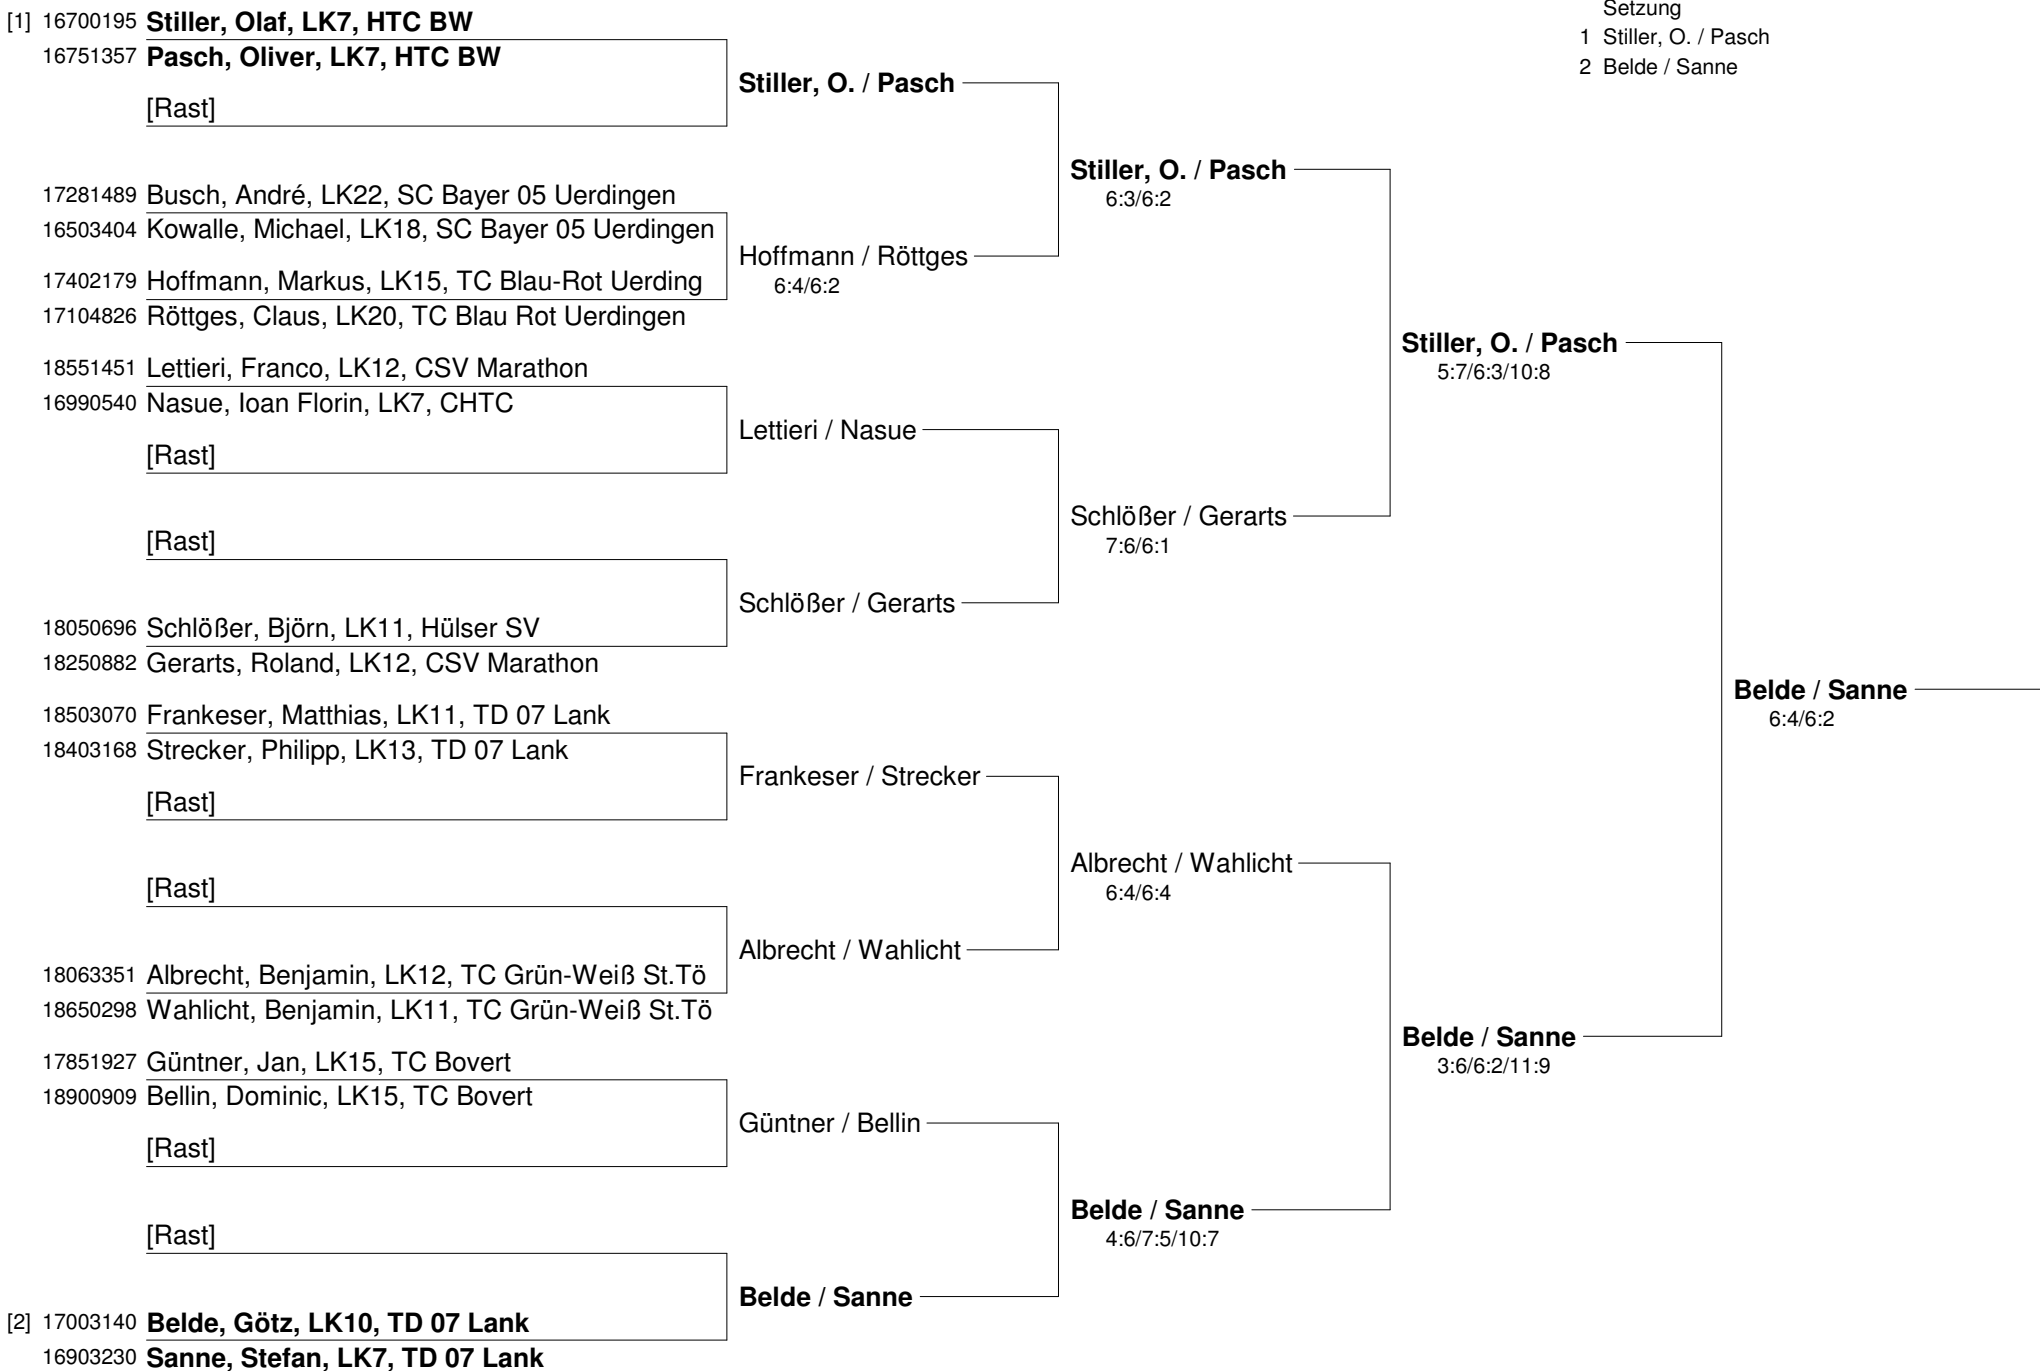 [1] 16700195 Stiller, Olaf, LK7, HTC BW
16751357 Pasch, Oliver, LK7, HTC BW
[Rast]
17281489 Busch, André, LK22, SC Bayer 05 Uerdingen
16503404 Kowalle, Michael, LK18, SC Bayer 05 Uerdingen
17402179 Hoffmann, Markus, LK15, TC Blau-Rot Uerding
17104826 Röttges, Claus, LK20, TC Blau Rot Uerdingen
18551451 Lettieri, Franco, LK12, CSV Marathon
16990540 Nasue, Ioan Florin, LK7, CHTC
[Rast]
[Rast]
18050696 Schlößer, Björn, LK11, Hülser SV
18250882 Gerarts, Roland, LK12, CSV Marathon
18503070 Frankeser, Matthias, LK11, TD 07 Lank
18403168 Strecker, Philipp, LK13, TD 07 Lank
[Rast]
[Rast]
18063351 Albrecht, Benjamin, LK12, TC Grün-Weiß St.Tö
18650298 Wahlicht, Benjamin, LK11, TC Grün-Weiß St.Tö
17851927 Güntner, Jan, LK15, TC Bovert
18900909 Bellin, Dominic, LK15, TC Bovert
[Rast]
[Rast]
[2] 17003140 Belde, Götz, LK10, TD 07 Lank
16903230 Sanne, Stefan, LK7, TD 07 Lank
Stiller, O. / Pasch
Hoffmann / Röttges
6:4/6:2
Lettieri / Nasue
Schlößer / Gerarts
Frankeser / Strecker
Albrecht / Wahlicht
Güntner / Bellin
Belde / Sanne
Stiller, O. / Pasch
6:3/6:2
Schlößer / Gerarts
7:6/6:1
Albrecht / Wahlicht
6:4/6:4
Belde / Sanne
4:6/7:5/10:7
Stiller, O. / Pasch
5:7/6:3/10:8
Belde / Sanne
3:6/6:2/11:9
Belde / Sanne
6:4/6:2
Setzung
1 Stiller, O. / Pasch
2 Belde / Sanne